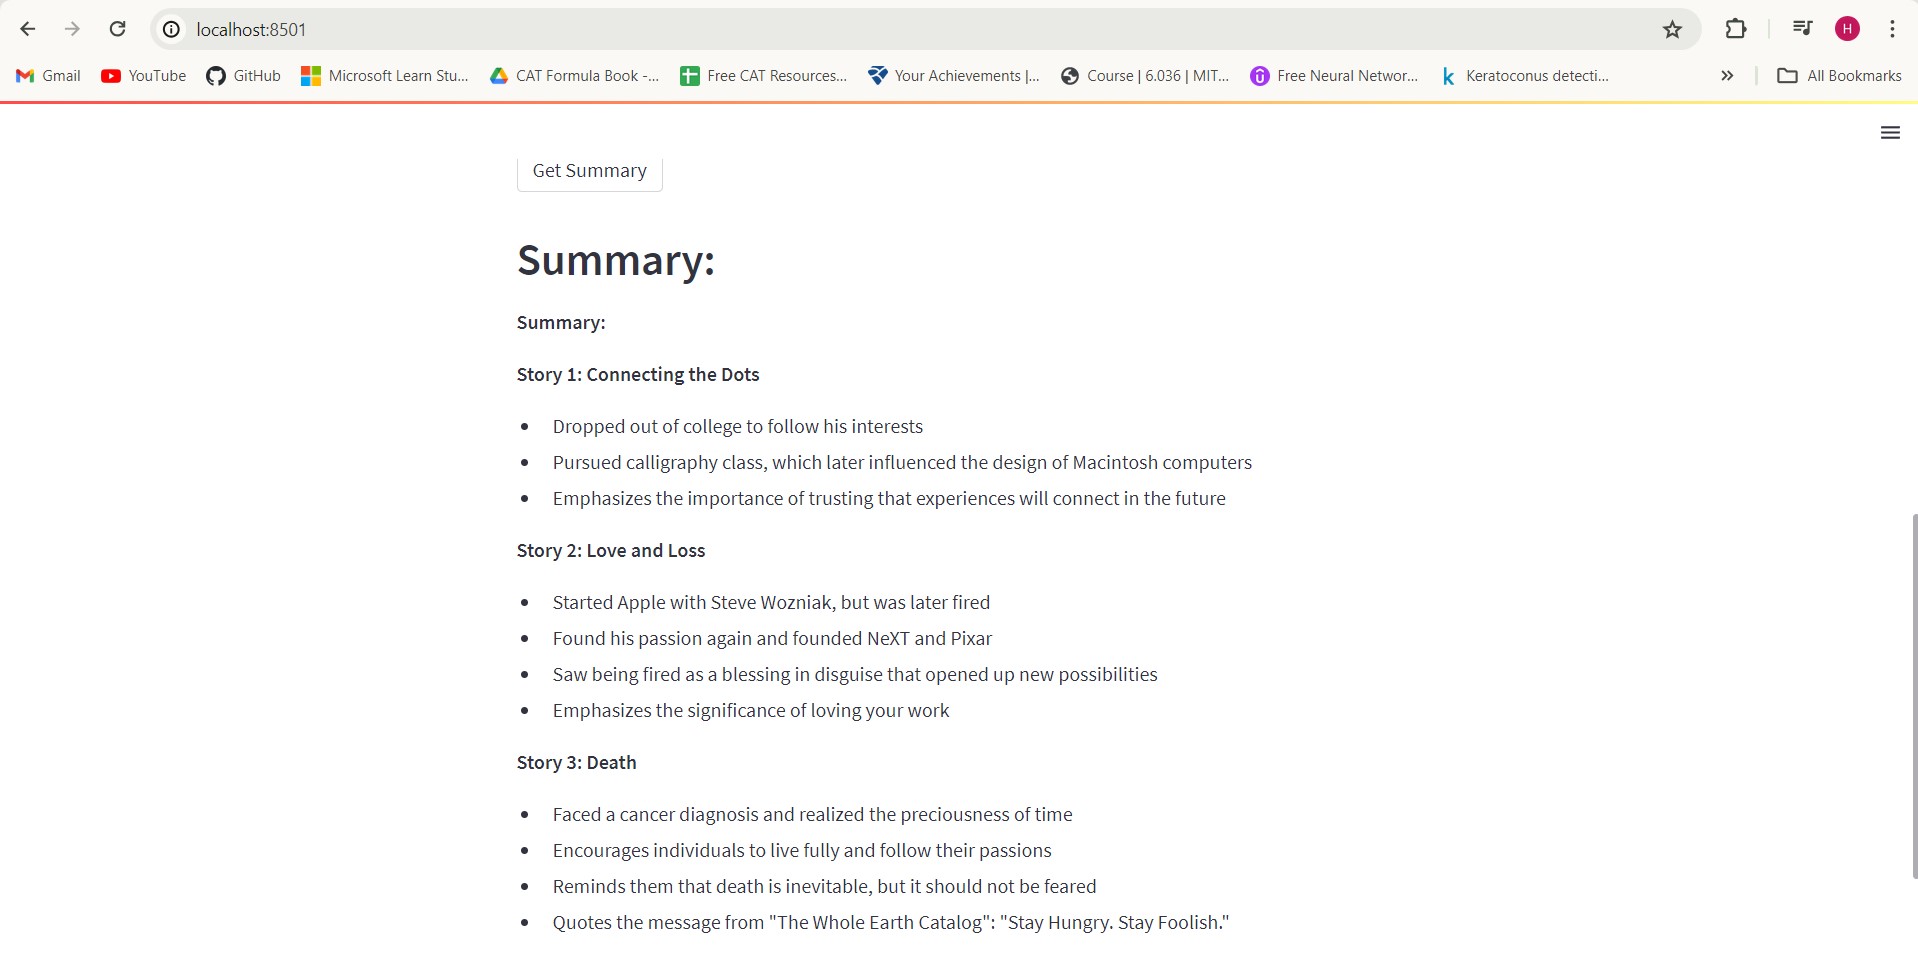 localhost:8501
H
Gmail
YouTube
GitHub
Microsoft Learn Stu...
CAT Formula Book -...
Free CAT Resources...
Your Achievements |...
Course | 6.036 | MIT...
Free Neural Networ...
Keratoconus detecti...
All Bookmarks
Get Summary
Summary:
Summary:
Story 1: Connecting the Dots
Dropped out of college to follow his interests
Pursued calligraphy class, which later influenced the design of Macintosh computers
Emphasizes the importance of trusting that experiences will connect in the future
Story 2: Love and Loss
Started Apple with Steve Wozniak, but was later fired
Found his passion again and founded NeXT and Pixar
Saw being fired as a blessing in disguise that opened up new possibilities
Emphasizes the significance of loving your work
Story 3: Death
Faced a cancer diagnosis and realized the preciousness of time
Encourages individuals to live fully and follow their passions
Reminds them that death is inevitable, but it should not be feared
Quotes the message from "The Whole Earth Catalog": "Stay Hungry. Stay Foolish."